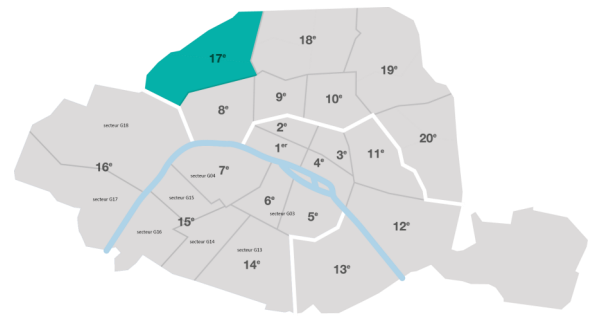 18ᵉ
17ᵉ
19ᵉ
9ᵉ
10ᵉ
8ᵉ
secteur G18
2ᵉ
20ᵉ
1ᵉʳ
3ᵉ
11ᵉ
4ᵉ
16ᵉ
7ᵉ
secteur G04
secteur G17
secteur G15
6ᵉ
secteur G03
5ᵉ
15ᵉ
12ᵉ
secteur G16
secteur G14
secteur G13
14ᵉ
13ᵉ